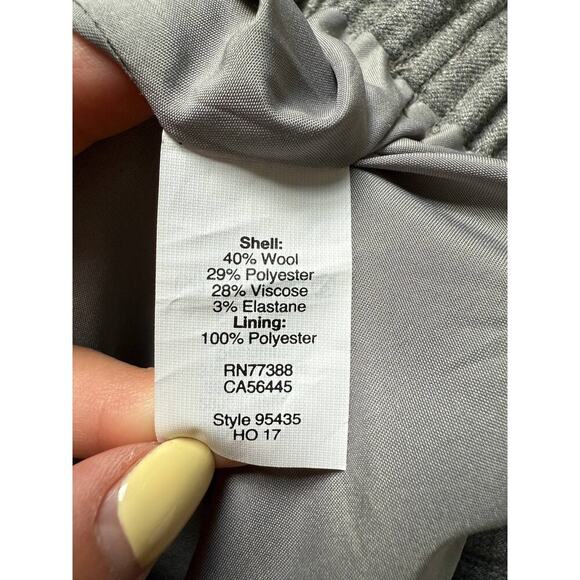 Shell:
40% Wool
29% Polyester
28% Viscose
3% Elastane
Lining:
100% Polyester
RN77388
CA56445
Style 95435
HO 17